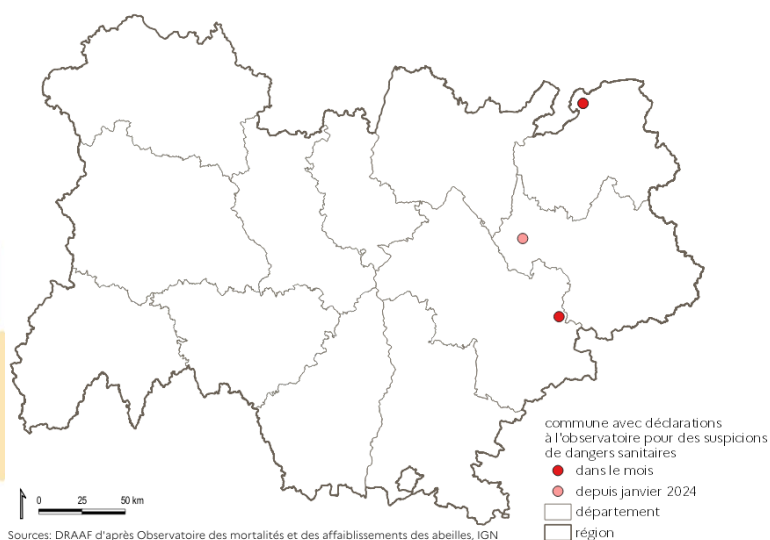 commune avec déclarations
à l'observatoire pour des suspicions
de dangers sanitaires
dans le mois
depuis janvier 2024
département
région
0 25 50 km
Sources: DRAAF d'après Observatoire des mortalités et des affaiblissements des abeilles, IGN